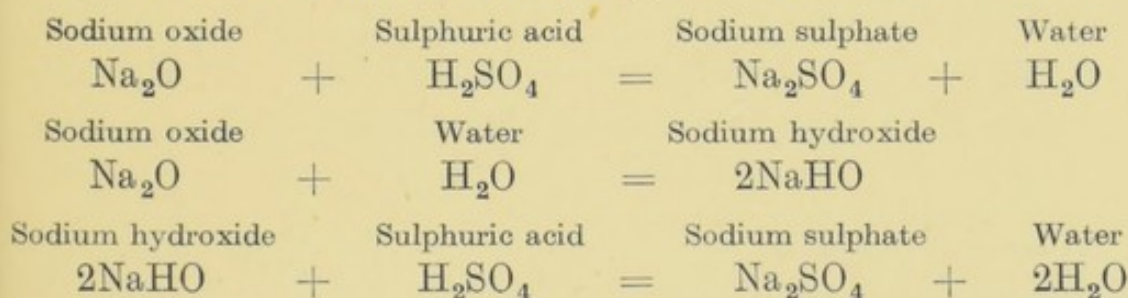 Sodium oxide Sulphuric acid Sodium sulphate Water
Na₂O + H₂SO₄ = Na₂SO₄ + H₂O
Sodium oxide Water Sodium hydroxide
Na₂O + H₂O = 2NaHO
Sodium hydroxide Sulphuric acid Sodium sulphate Water
2NaHO + H₂SO₄ = Na₂SO₄ + 2H₂O